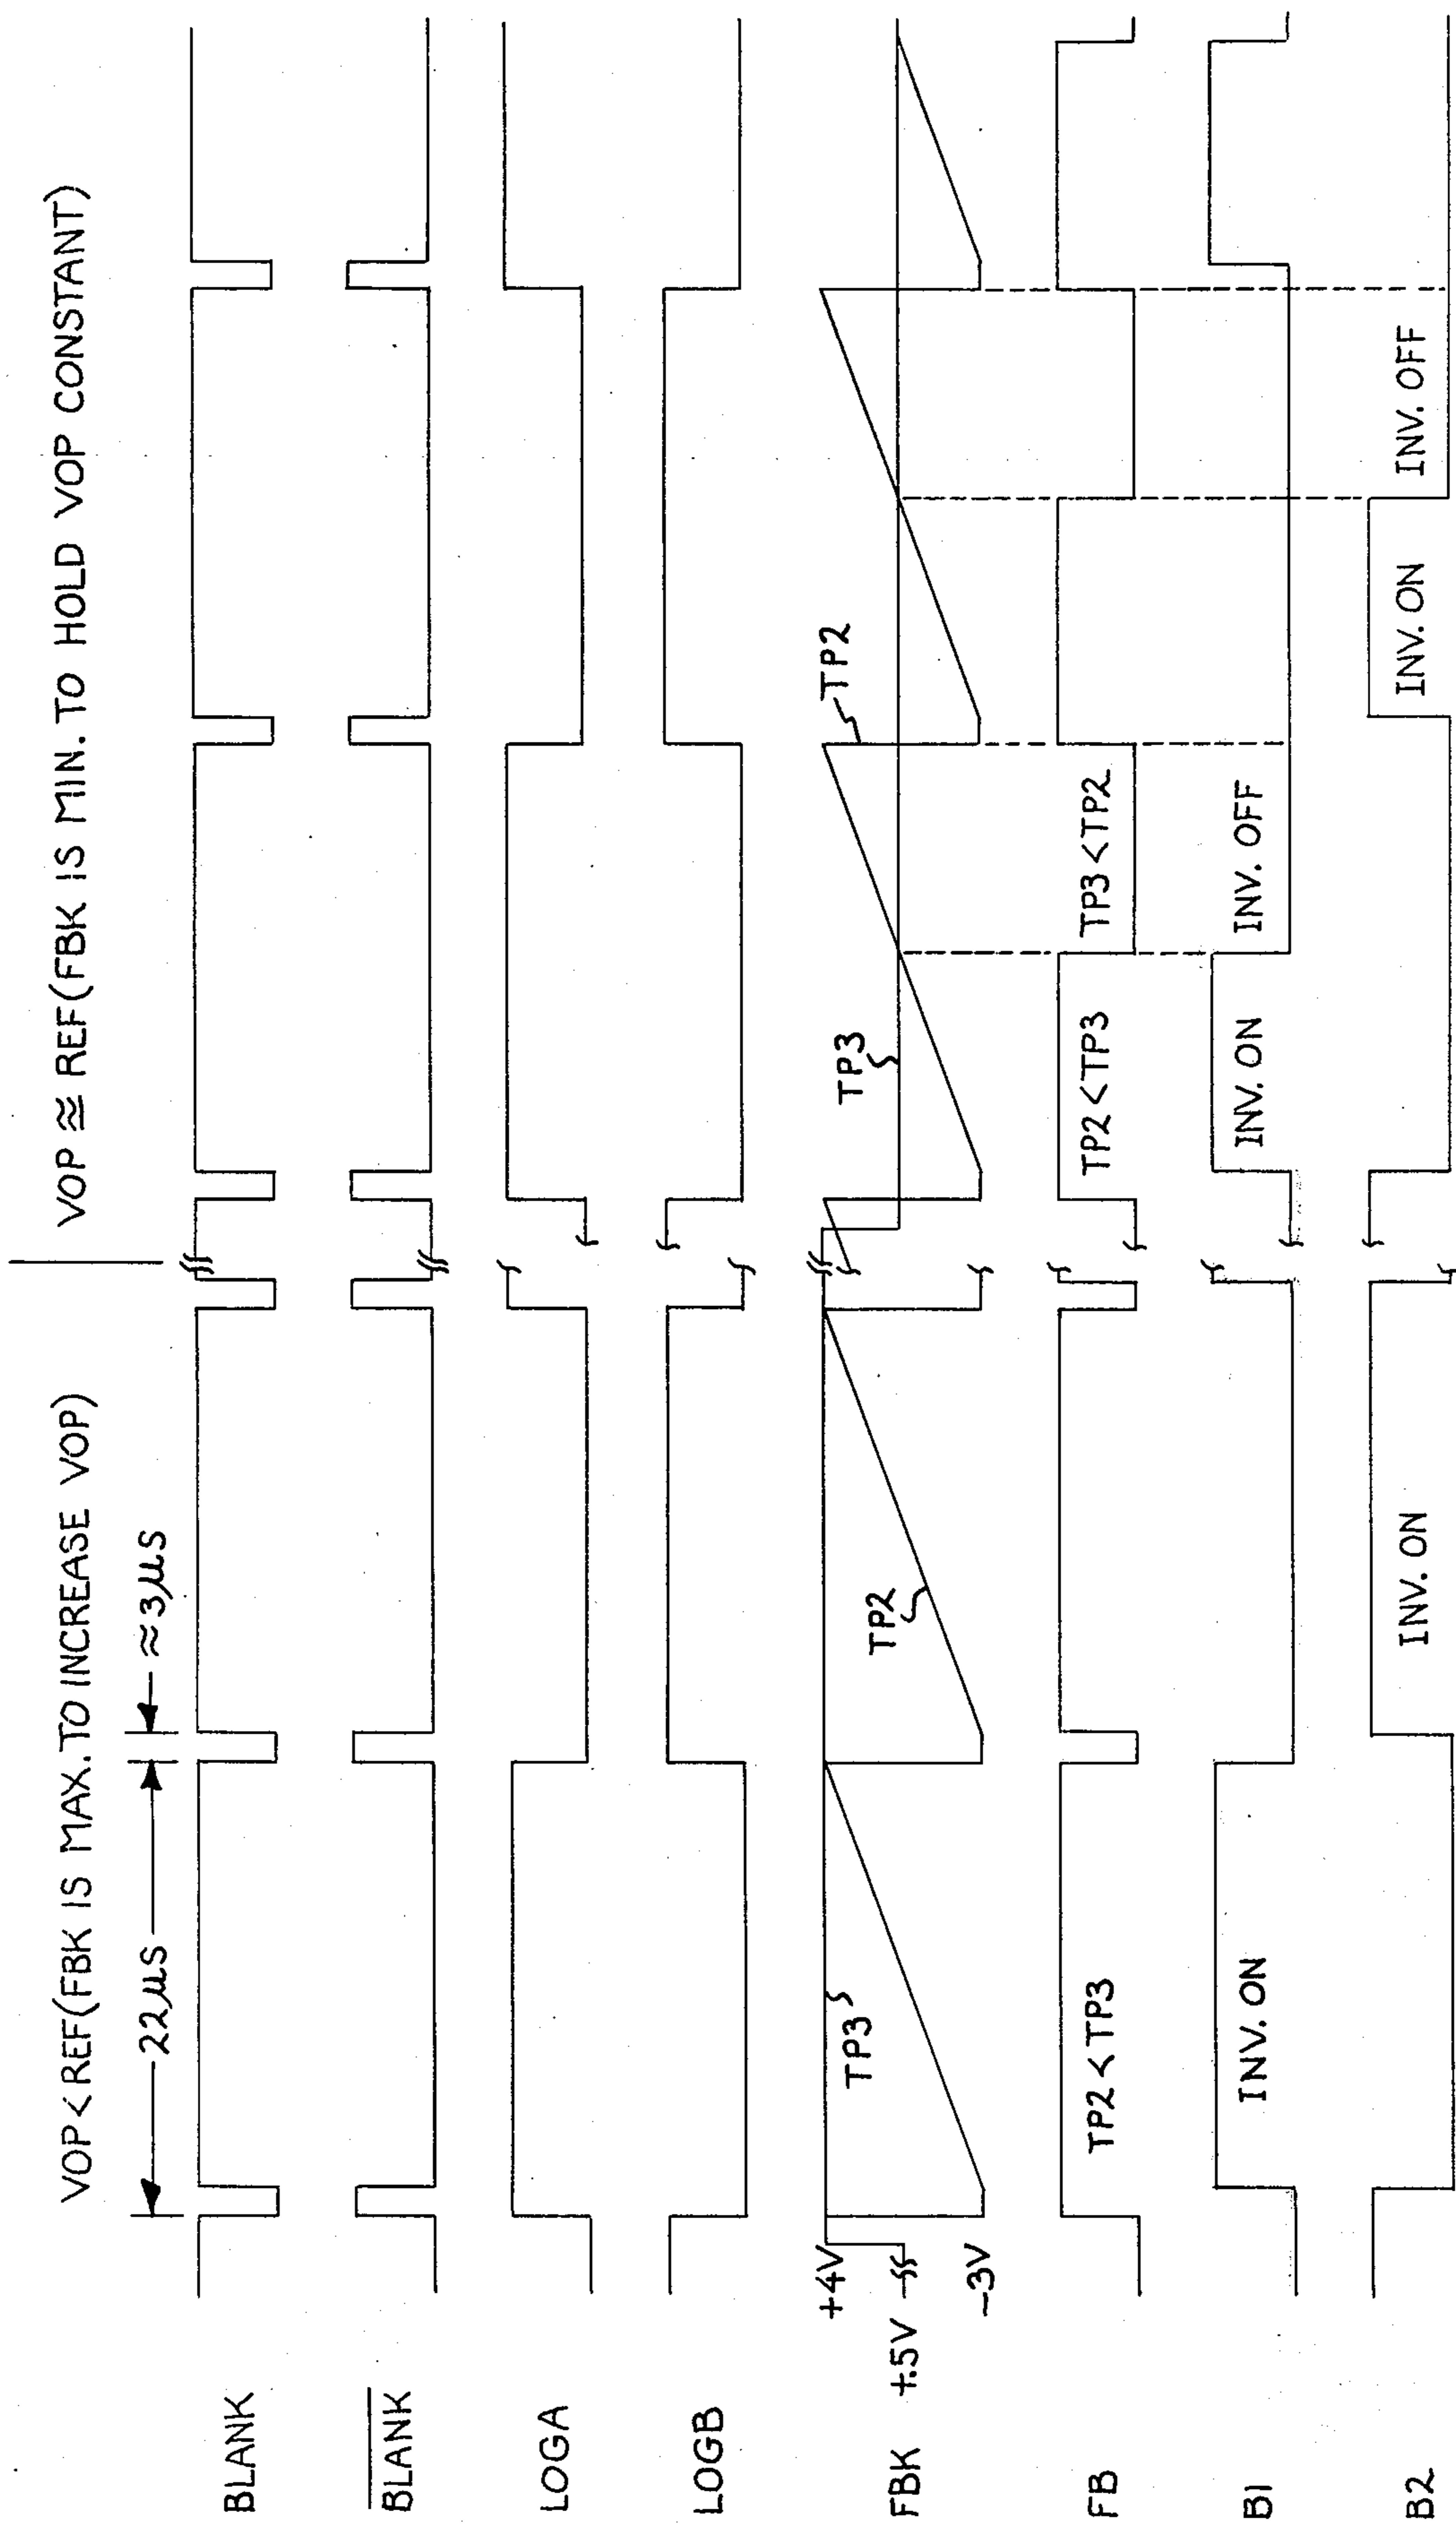 VOP < REF (FBK IS MAX. TO INCREASE VOP)
VOP ≅ REF (FBK IS MIN. TO HOLD VOP CONSTANT)
22µS
≈3µS
BLANK
B̅L̅A̅N̅K̅
LOGA
LOGB
FBK
+4V
+.5V
-3V
TP3
TP2
TP3
TP2
FB
TP2 < TP3
TP2 < TP3
TP3 < TP2
B1
INV. ON
INV. ON
INV. OFF
B2
INV. ON
INV. ON
INV. OFF